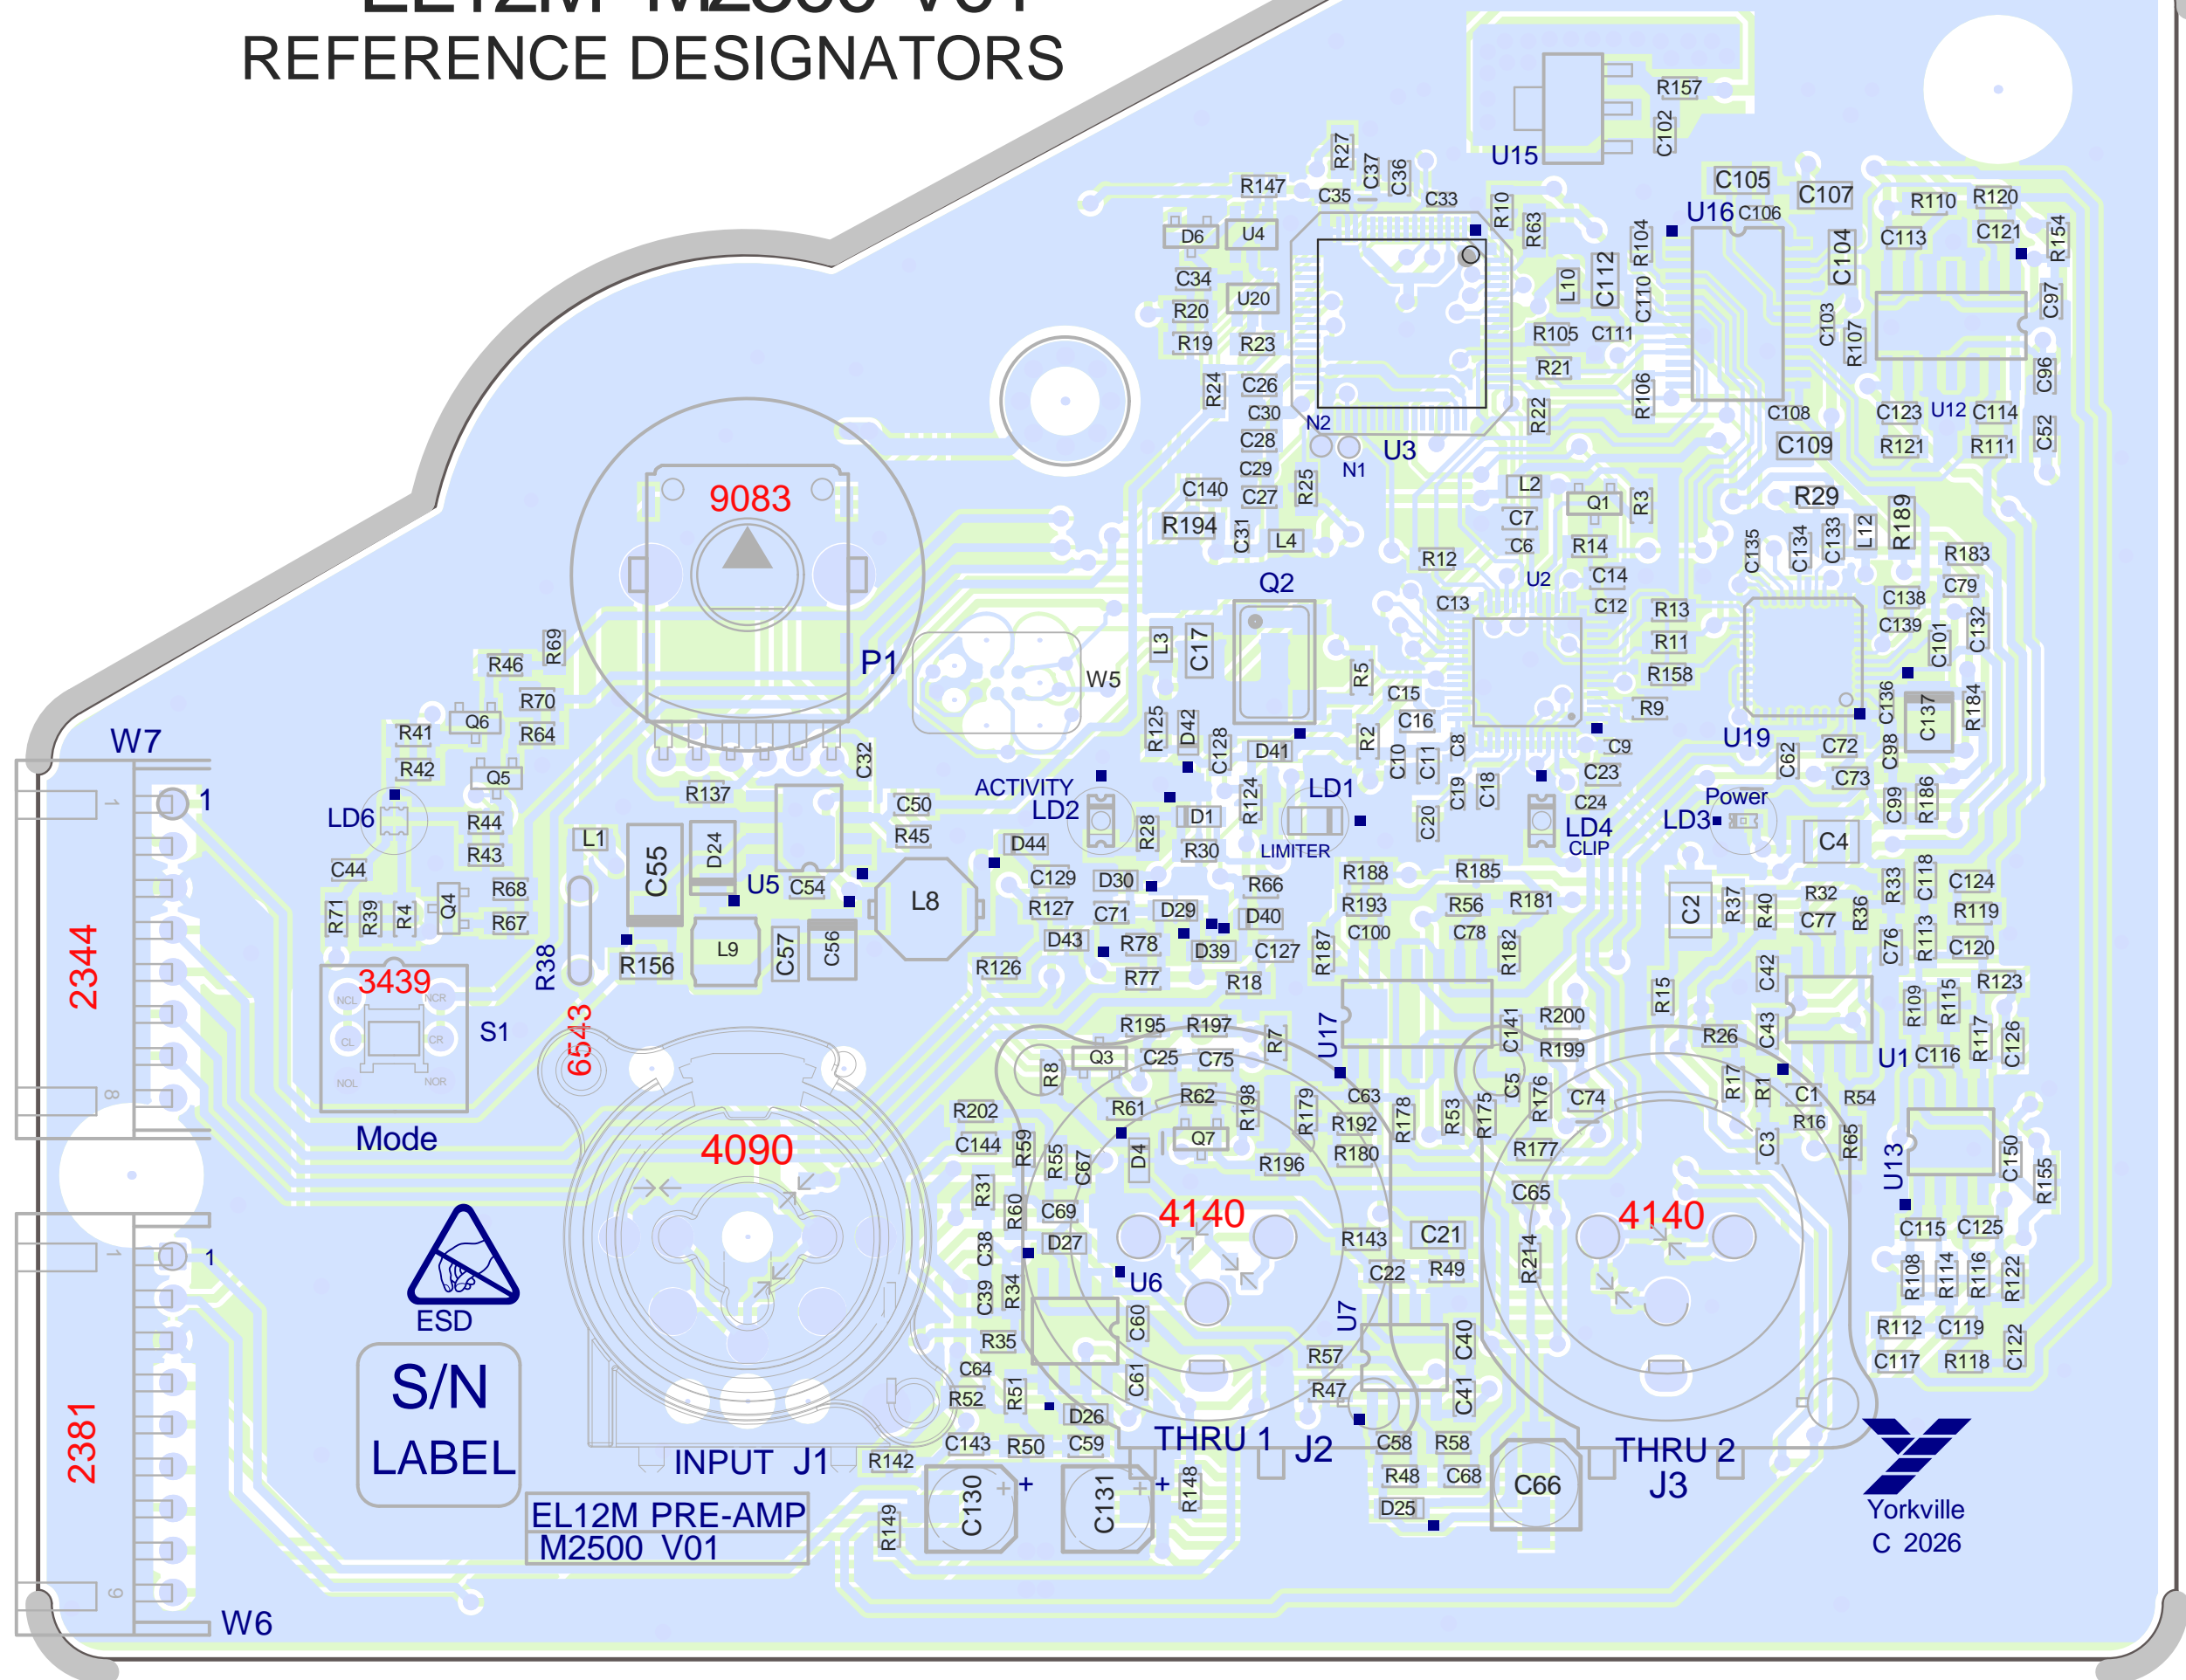 EL12M M2500 V01
REFERENCE DESIGNATORS
R157
C102
U15
R27
C37
C36
R147
C35
C33
R10
R63
C105
C107
U16
C106
R110
R120
D6
U4
R104
C113
C121
R154
C34
U20
L10
C112
C110
C104
C97
R20
R19
R23
R105
C111
C103
R107
R24
C26
R21
R106
C96
C30
N2
R22
C108
C123
U12
C114
C52
C28
U3
C109
R121
R111
C29
N1
9083
C140
C27
R25
L2
Q1
R3
R29
R189
R194
C31
L4
C7
C6
R14
R12
C135
C134
C133
L12
R183
Q2
U2
C14
C79
C138
C13
C12
R13
C139
C132
R69
R46
P1
L3
C17
R11
C101
W5
R5
R158
R70
C15
R9
C136
C137
R184
Q6
R41
R64
R125
D42
C128
D41
R2
C16
C10
C11
C8
C9
U19
C62
C72
C98
W7
R42
Q5
C32
C23
C73
1
1
LD6
R137
ACTIVITY
LD2
R124
LD1
C19
C18
C24
Power
LD3
C99
R186
R44
C50
D1
C20
LD4
CLIP
C4
R43
L1
C55
D24
R45
D44
R28
R30
LIMITER
C44
R68
U5
C54
L8
C129
D30
R66
R188
R185
R33
C118
C124
R71
R39
R4
Q4
R67
R127
C71
D29
D40
R193
R56
R181
C2
R37
R40
R32
C77
R36
R119
R38
R156
L9
C57
C56
D43
R78
D39
C127
R187
C100
C78
R182
C76
R113
C120
2344
3439
NCL
NCR
R126
R77
R18
R15
C42
R123
CL
CR
S1
6543
R195
R197
R7
U17
C141
R200
R199
R26
C43
R109
R115
R117
C126
NOL
NOR
8
R8
Q3
C25
C75
U1
C116
R202
R61
R62
R198
R179
C63
R178
R53
R175
C5
R176
C74
R17
R1
C1
R54
Mode
4090
C144
R59
R55
C67
D4
Q7
R192
R180
R177
C3
R16
R65
R196
U13
C150
R155
R31
R60
C69
4140
C65
4140
D27
R143
C21
C115
C125
1
1
C38
C39
R34
U6
C22
R49
R214
R108
R114
R116
R122
ESD
C60
U7
C40
R35
R57
R112
C119
C122
S/N
C64
C61
C117
R118
R52
R51
R47
C41
2381
D26
LABEL
INPUT J1
C143
R50
C59
THRU 1
J2
C58
R58
THRU 2
J3
R142
R48
C68
C66
C130
+
+
C131
+
+
R148
D25
EL12M PRE-AMP
R149
Yorkville
M2500 V01
C 2026
9
W6